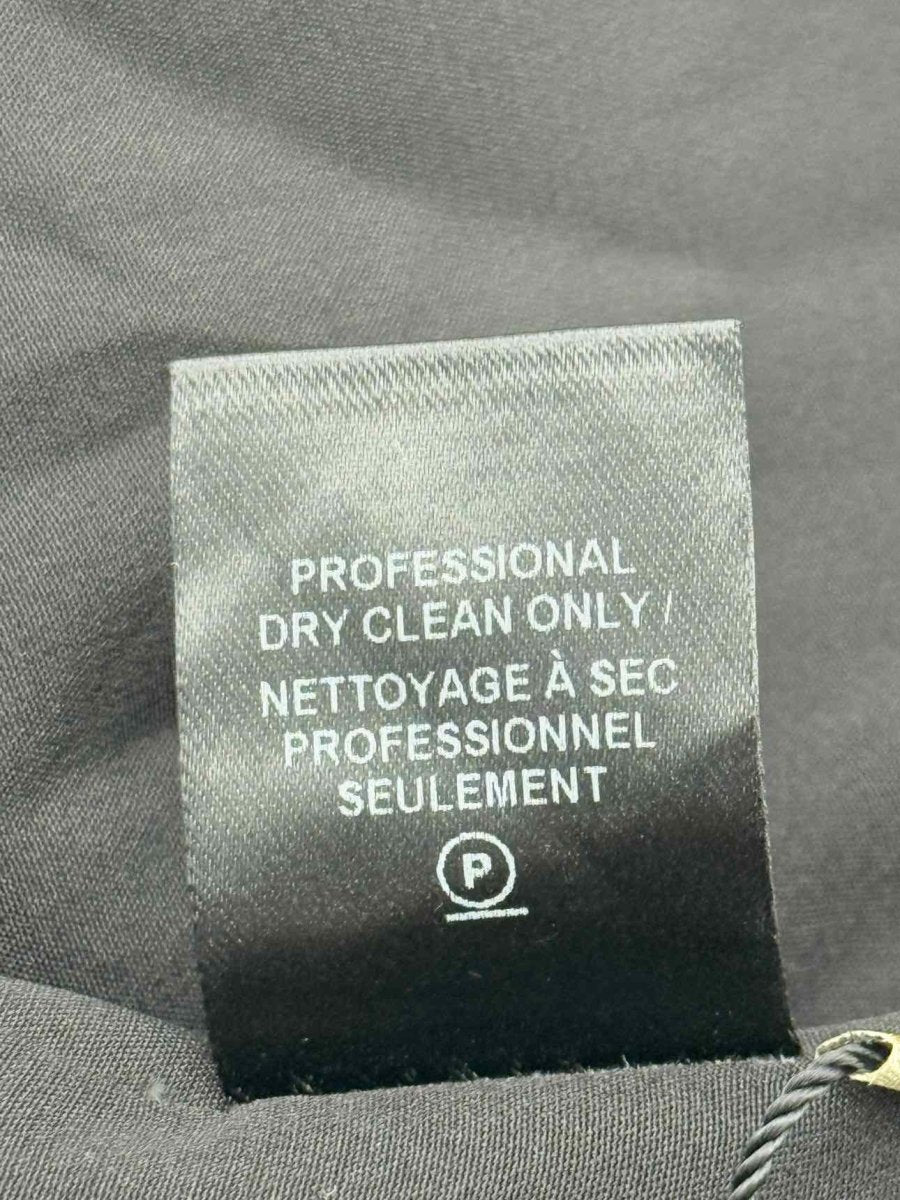 PROFESSIONAL
DRY CLEAN ONLY /
NETTOYAGE À SEC
PROFESSIONNEL
SEULEMENT
P